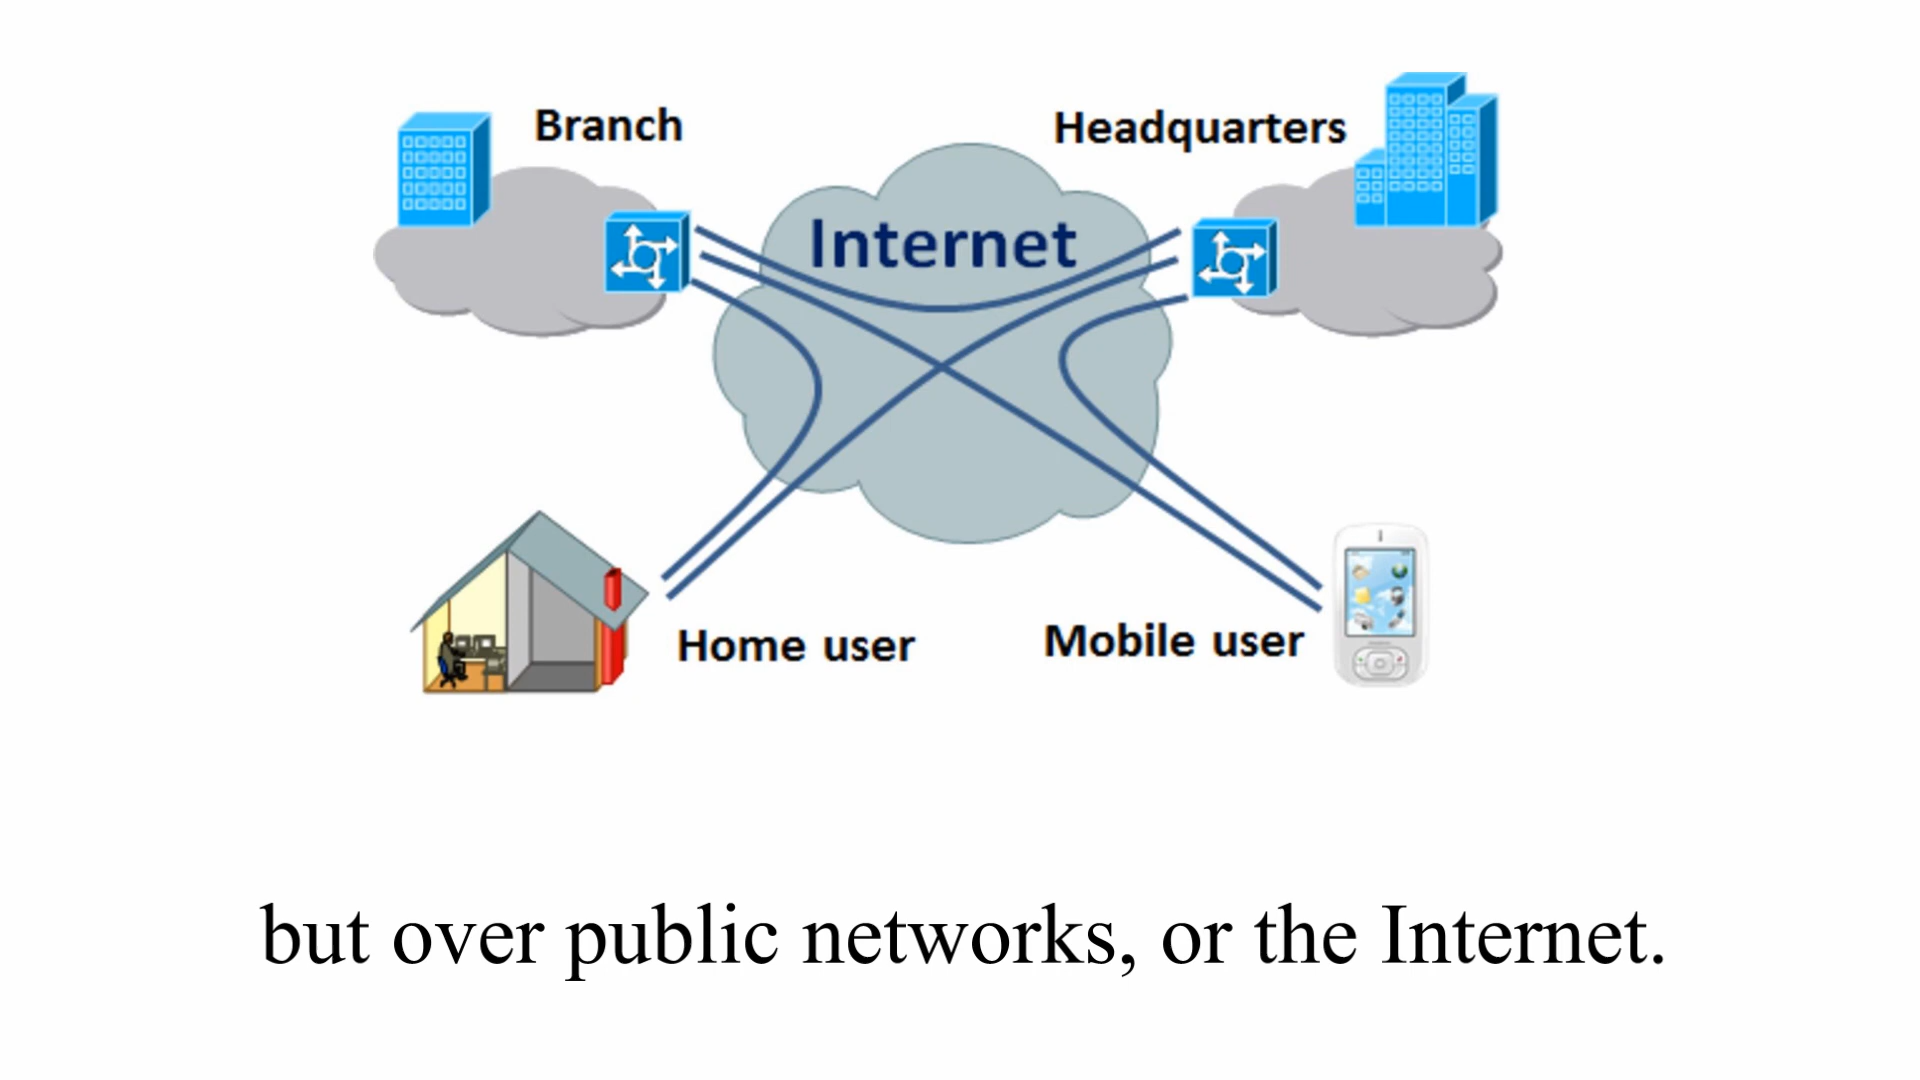 Branch
Headquarters
Internet
Home user
Mobile user
but over public networks, or the Internet.